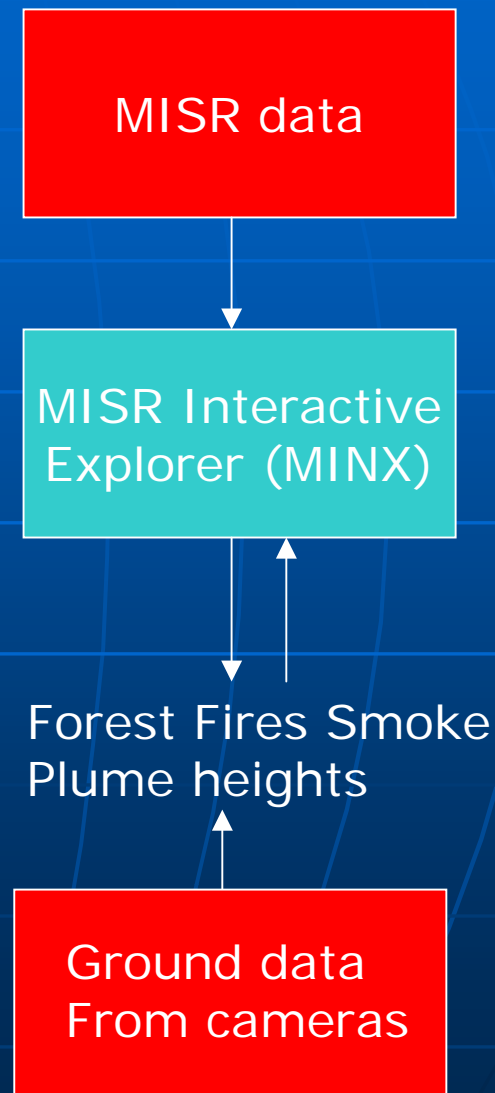 MISR data
MISR Interactive
Explorer (MINX)
Forest Fires Smoke
Plume heights
Ground data
From cameras